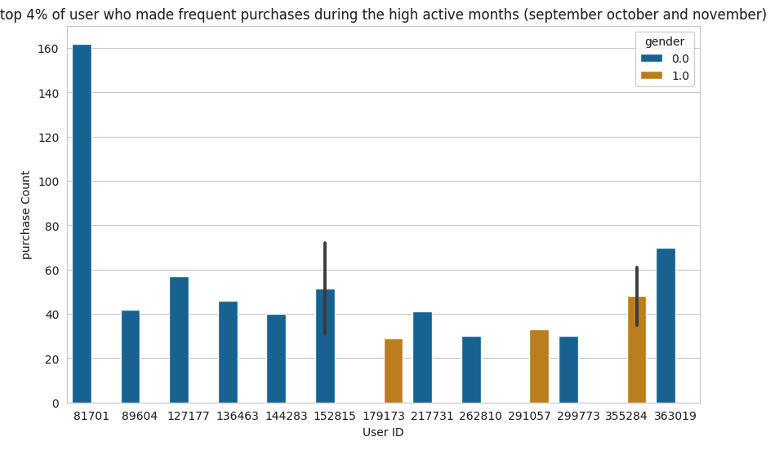 top 4% of user who made frequent purchases during the high active months (september october and november)
gender
0.0
1.0
160
140
120
100
80
60
40
20
0
purchase Count
81701 89604 127177 136463 144283 152815 179173 217731 262810 291057 299773 355284 363019
User ID